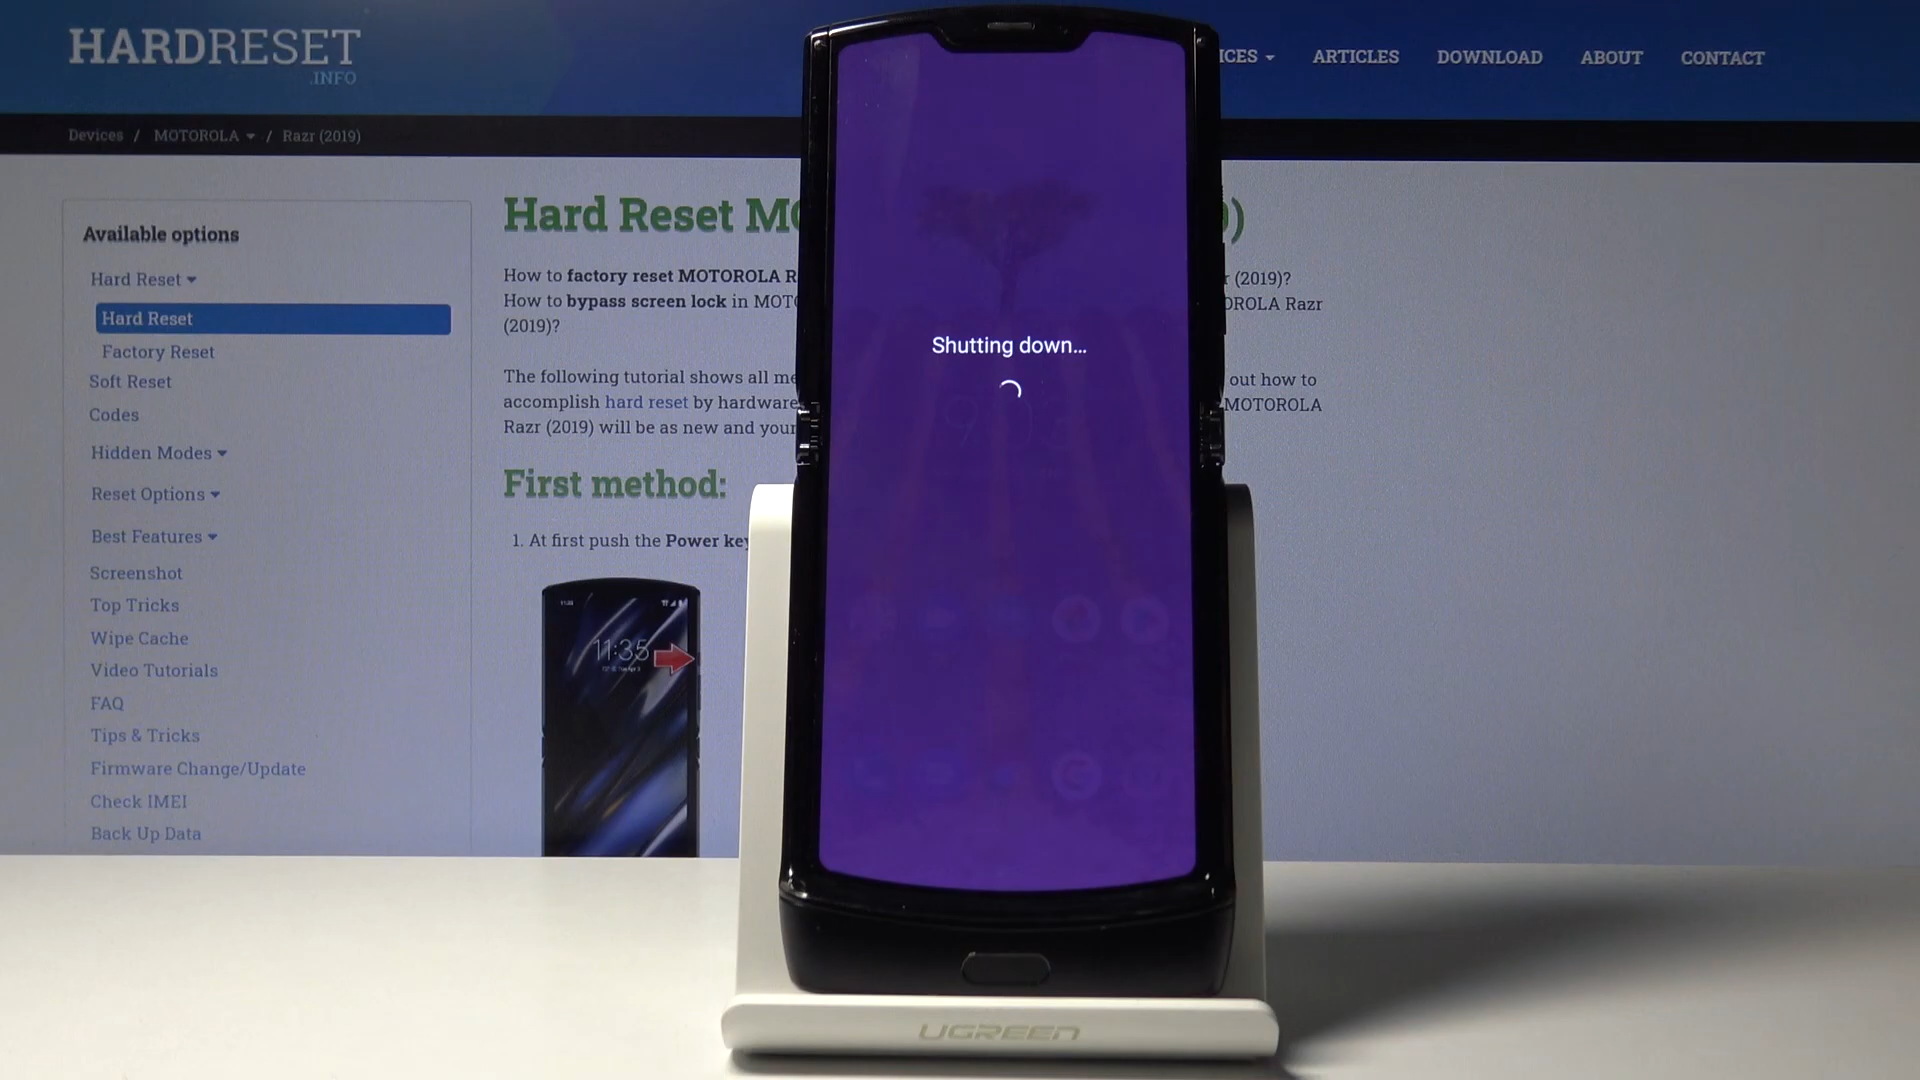 HARDRESET
.INFO
ICES ARTICLES DOWNLOAD ABOUT CONTACT
Devices / MOTOROLA / Razr (2019)
Available options
Hard Reset
Hard Reset
Factory Reset
Soft Reset
Codes
Hidden Modes
Reset Options
Best Features
Screenshot
Top Tricks
Wipe Cache
Video Tutorials
FAQ
Tips & Tricks
Firmware Change/Update
Check IMEI
Back Up Data
Hard Reset MO )
How to factory reset MOTOROLA R r (2019)?
How to bypass screen lock in MOTO OROLA Razr
(2019)?
The following tutorial shows all me out how to
accomplish hard reset by hardware MOTOROLA
Razr (2019) will be as new and your
First method:
1. At first push the Power key
11:35
Shutting down...
UGREEN